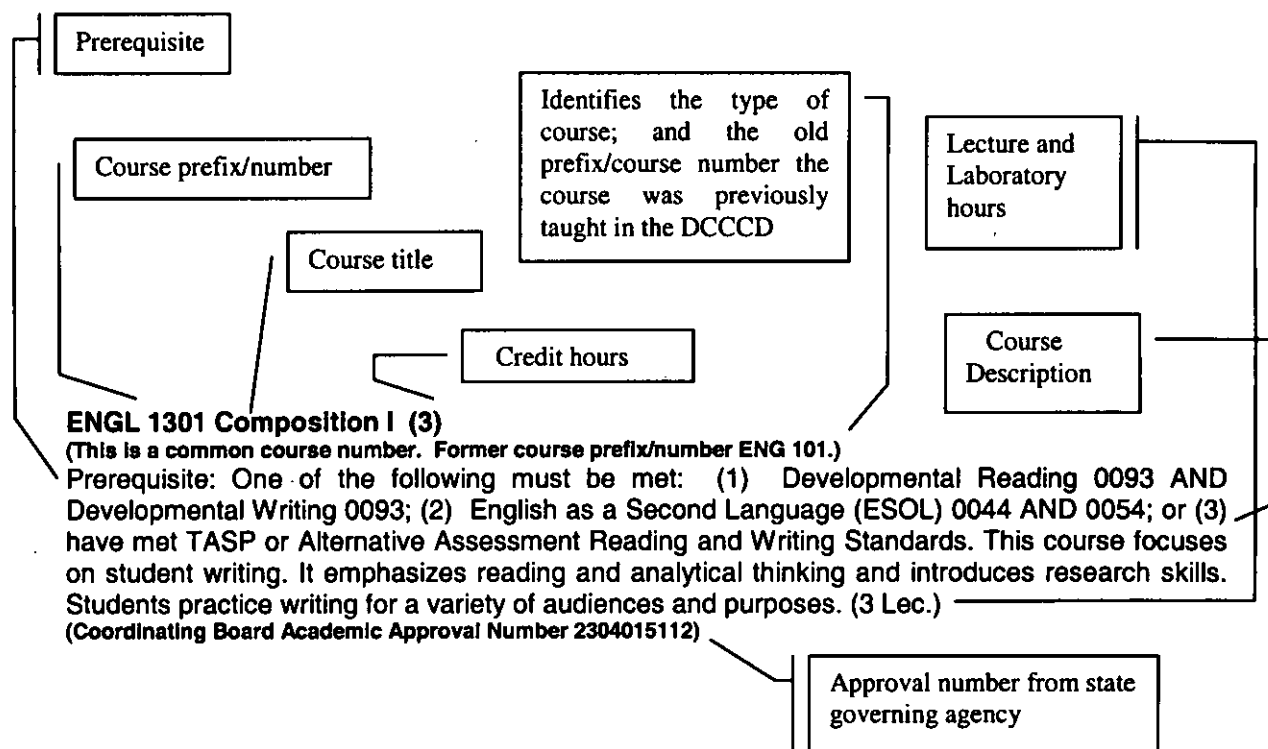 Prerequisite
Identifies the type of
course; and the old
prefix/course number the
course was previously
taught in the DCCCD
Lecture and
Laboratory
hours
Course prefix/number
Course title
Credit hours
Course
Description
ENGL 1301 Composition I (3)
(This is a common course number. Former course prefix/number ENG 101.)
Prerequisite: One of the following must be met: (1) Developmental Reading 0093 AND
Developmental Writing 0093; (2) English as a Second Language (ESOL) 0044 AND 0054; or (3)
have met TASP or Alternative Assessment Reading and Writing Standards. This course focuses
on student writing. It emphasizes reading and analytical thinking and introduces research skills.
Students practice writing for a variety of audiences and purposes. (3 Lec.)
(Coordinating Board Academic Approval Number 2304015112)
Approval number from state
governing agency